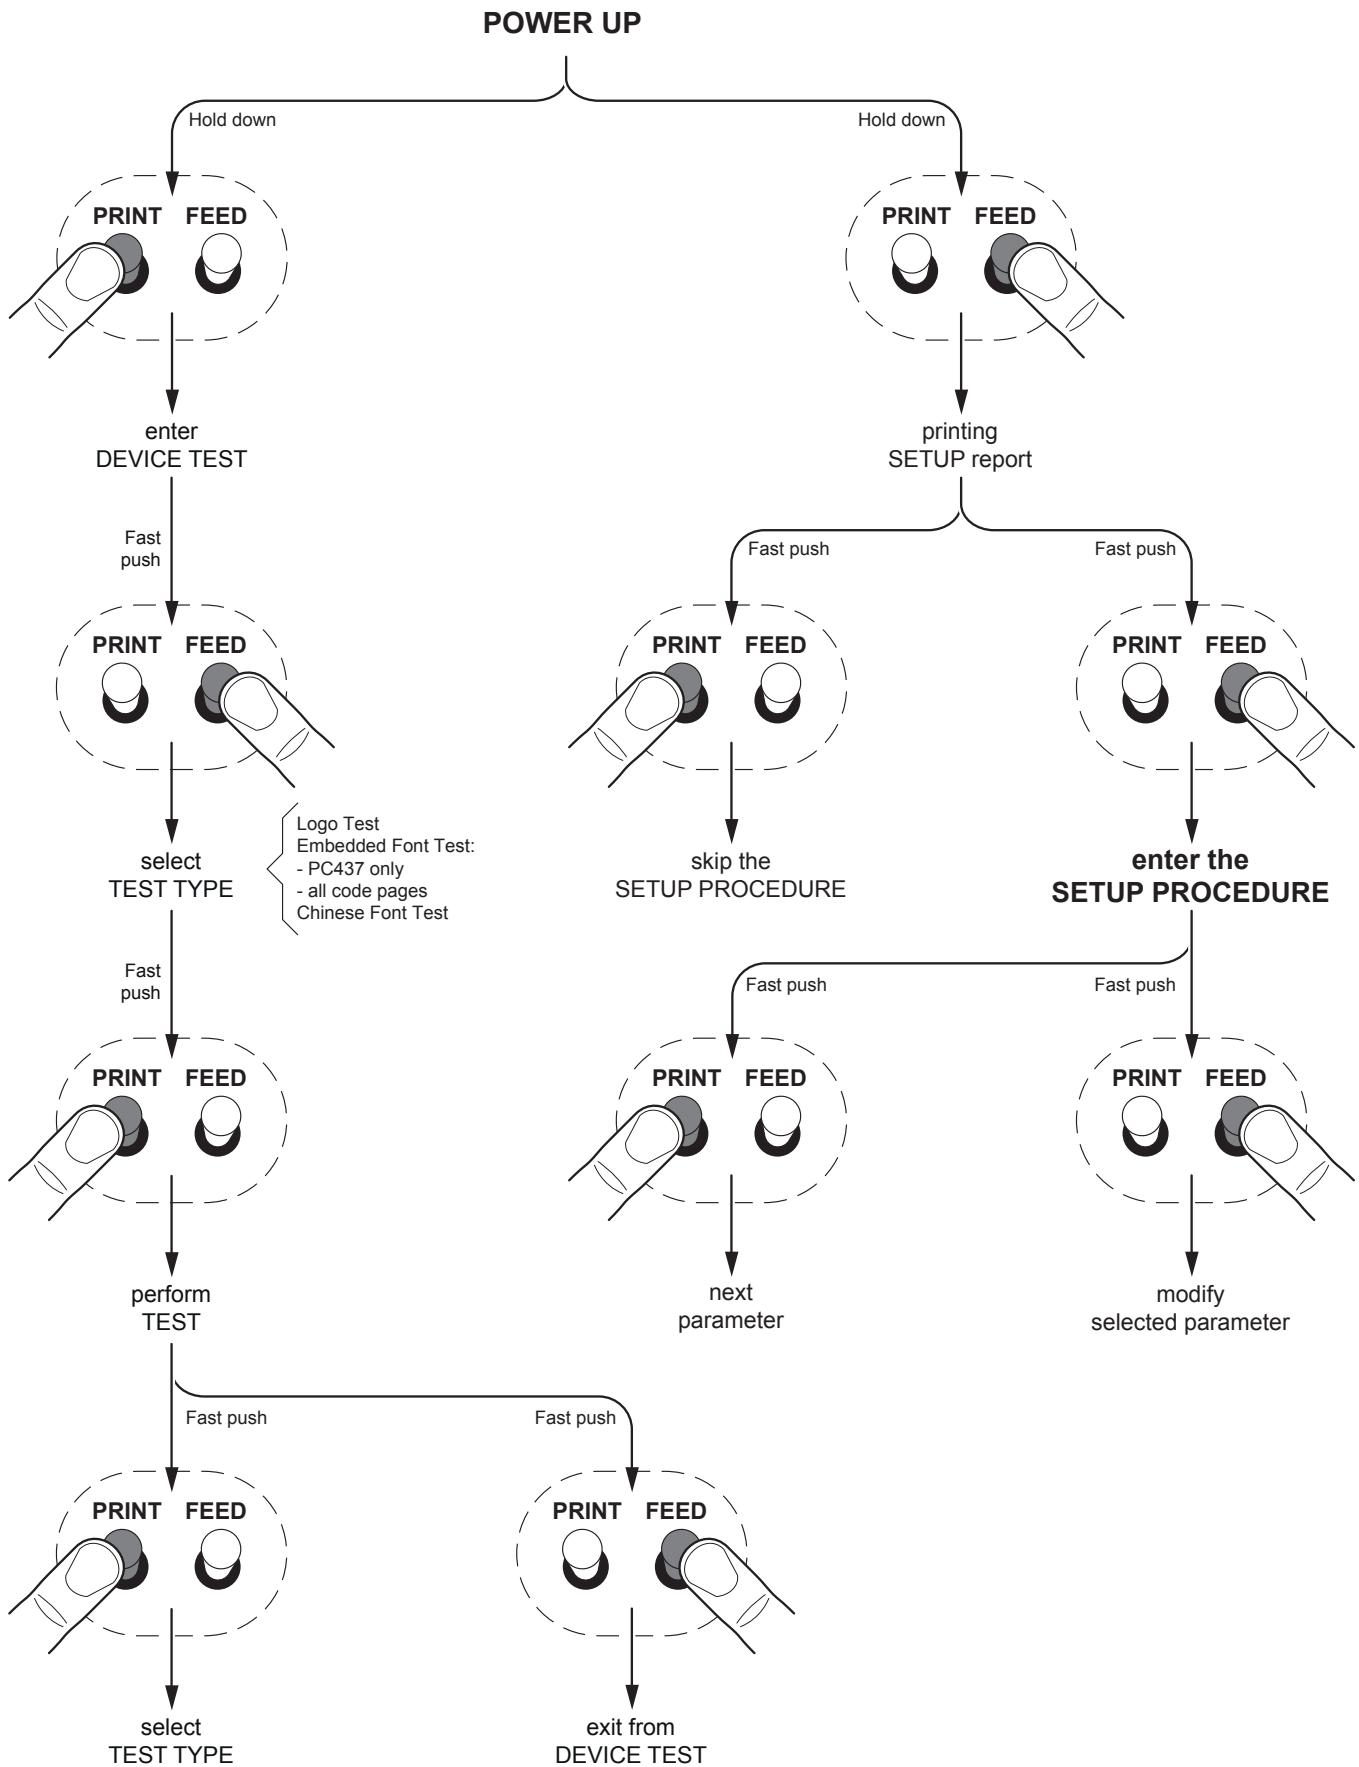 POWER UP
Hold down
Hold down
PRINT FEED
PRINT FEED
enter
DEVICE TEST
printing
SETUP report
Fast
push
Fast push
Fast push
PRINT FEED
PRINT FEED
PRINT FEED
select
TEST TYPE
Logo Test
Embedded Font Test:
- PC437 only
- all code pages
Chinese Font Test
skip the
SETUP PROCEDURE
enter the
SETUP PROCEDURE
Fast
push
Fast push
Fast push
PRINT FEED
PRINT FEED
PRINT FEED
perform
TEST
next
parameter
modify
selected parameter
Fast push
Fast push
PRINT FEED
PRINT FEED
select
TEST TYPE
exit from
DEVICE TEST